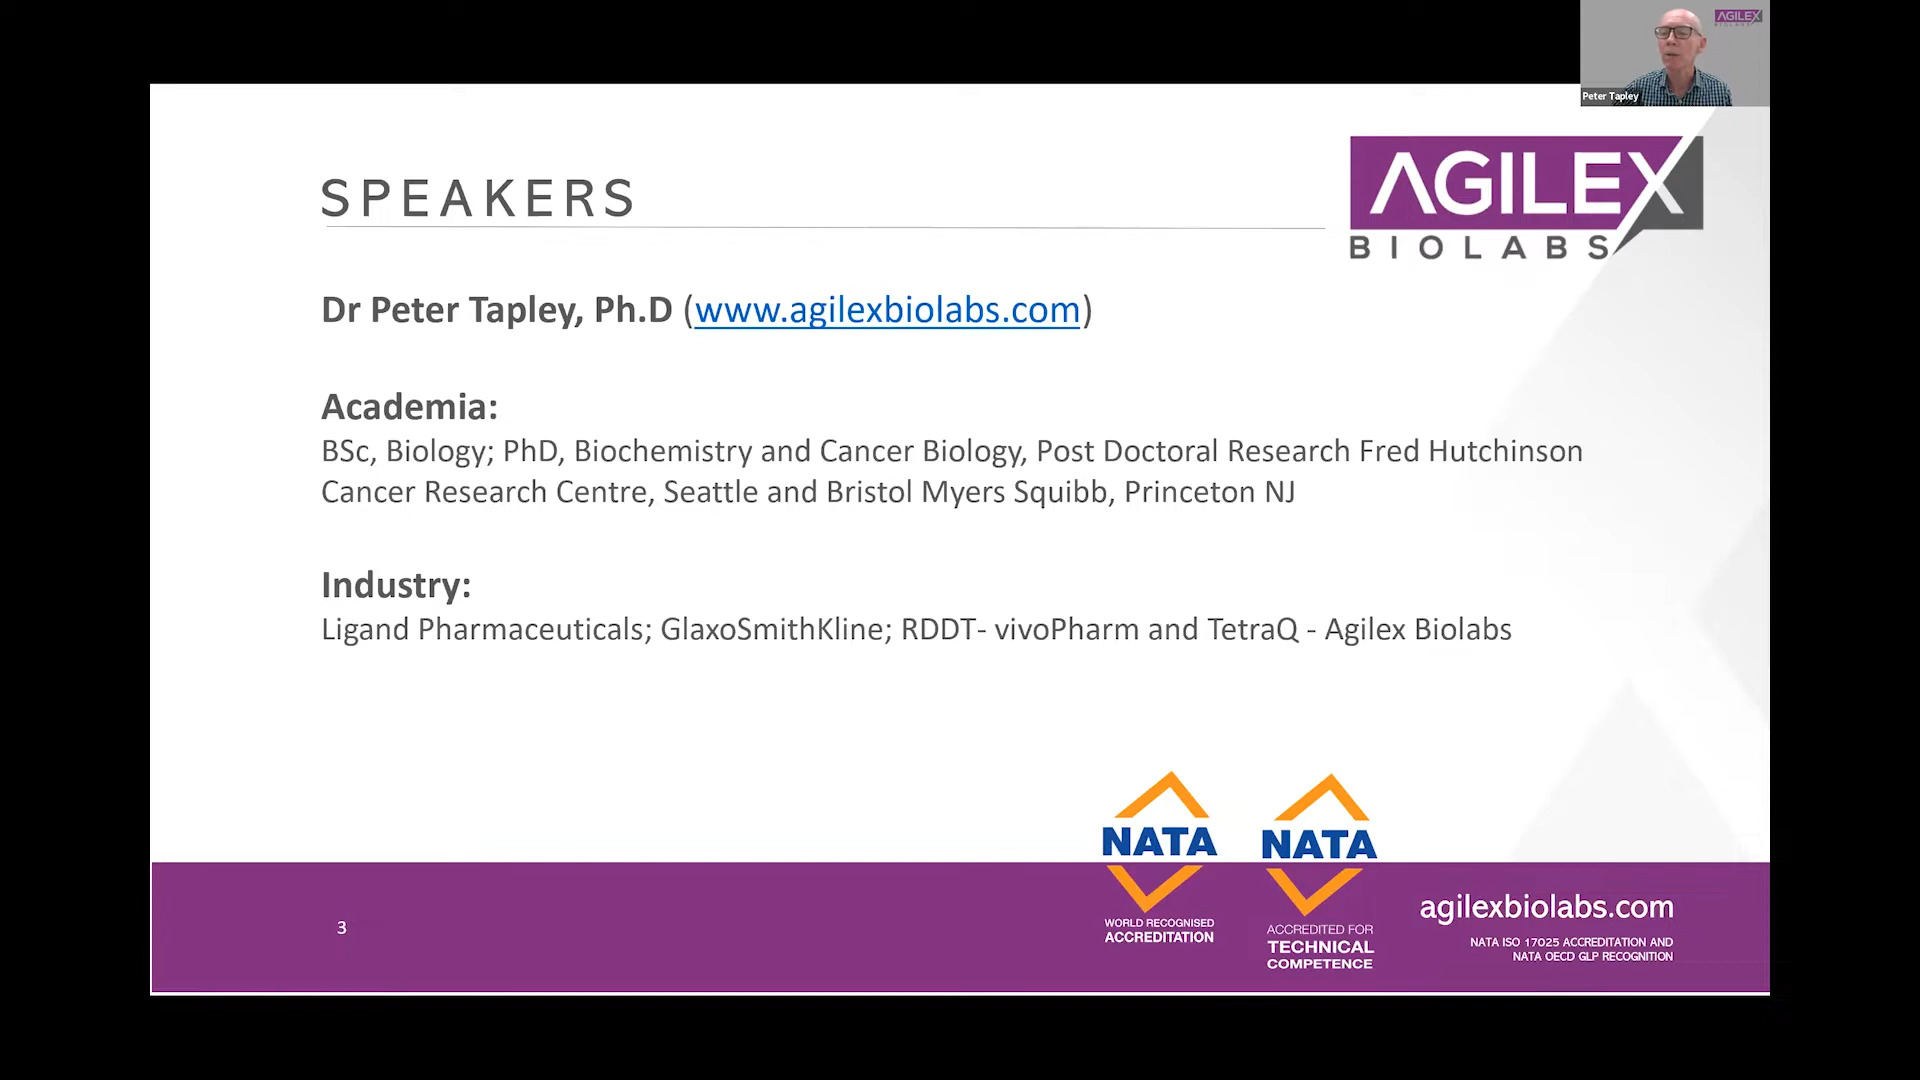 AGILEX
Peter Tapley
SPEAKERS
AGILEX
BIOLABS
Dr Peter Tapley, Ph.D (www.agilexbiolabs.com)
Academia:
BSc, Biology; PhD, Biochemistry and Cancer Biology, Post Doctoral Research Fred Hutchinson
Cancer Research Centre, Seattle and Bristol Myers Squibb, Princeton NJ
Industry:
Ligand Pharmaceuticals; GlaxoSmithKline; RDDT- vivoPharm and TetraQ - Agilex Biolabs
NATA
WORLD RECOGNISED
ACCREDITATION
NATA
ACCREDITED FOR
TECHNICAL
COMPETENCE
agilexbiolabs.com
NATA ISO 17025 ACCREDITATION AND
NATA OECD GLP RECOGNITION
3